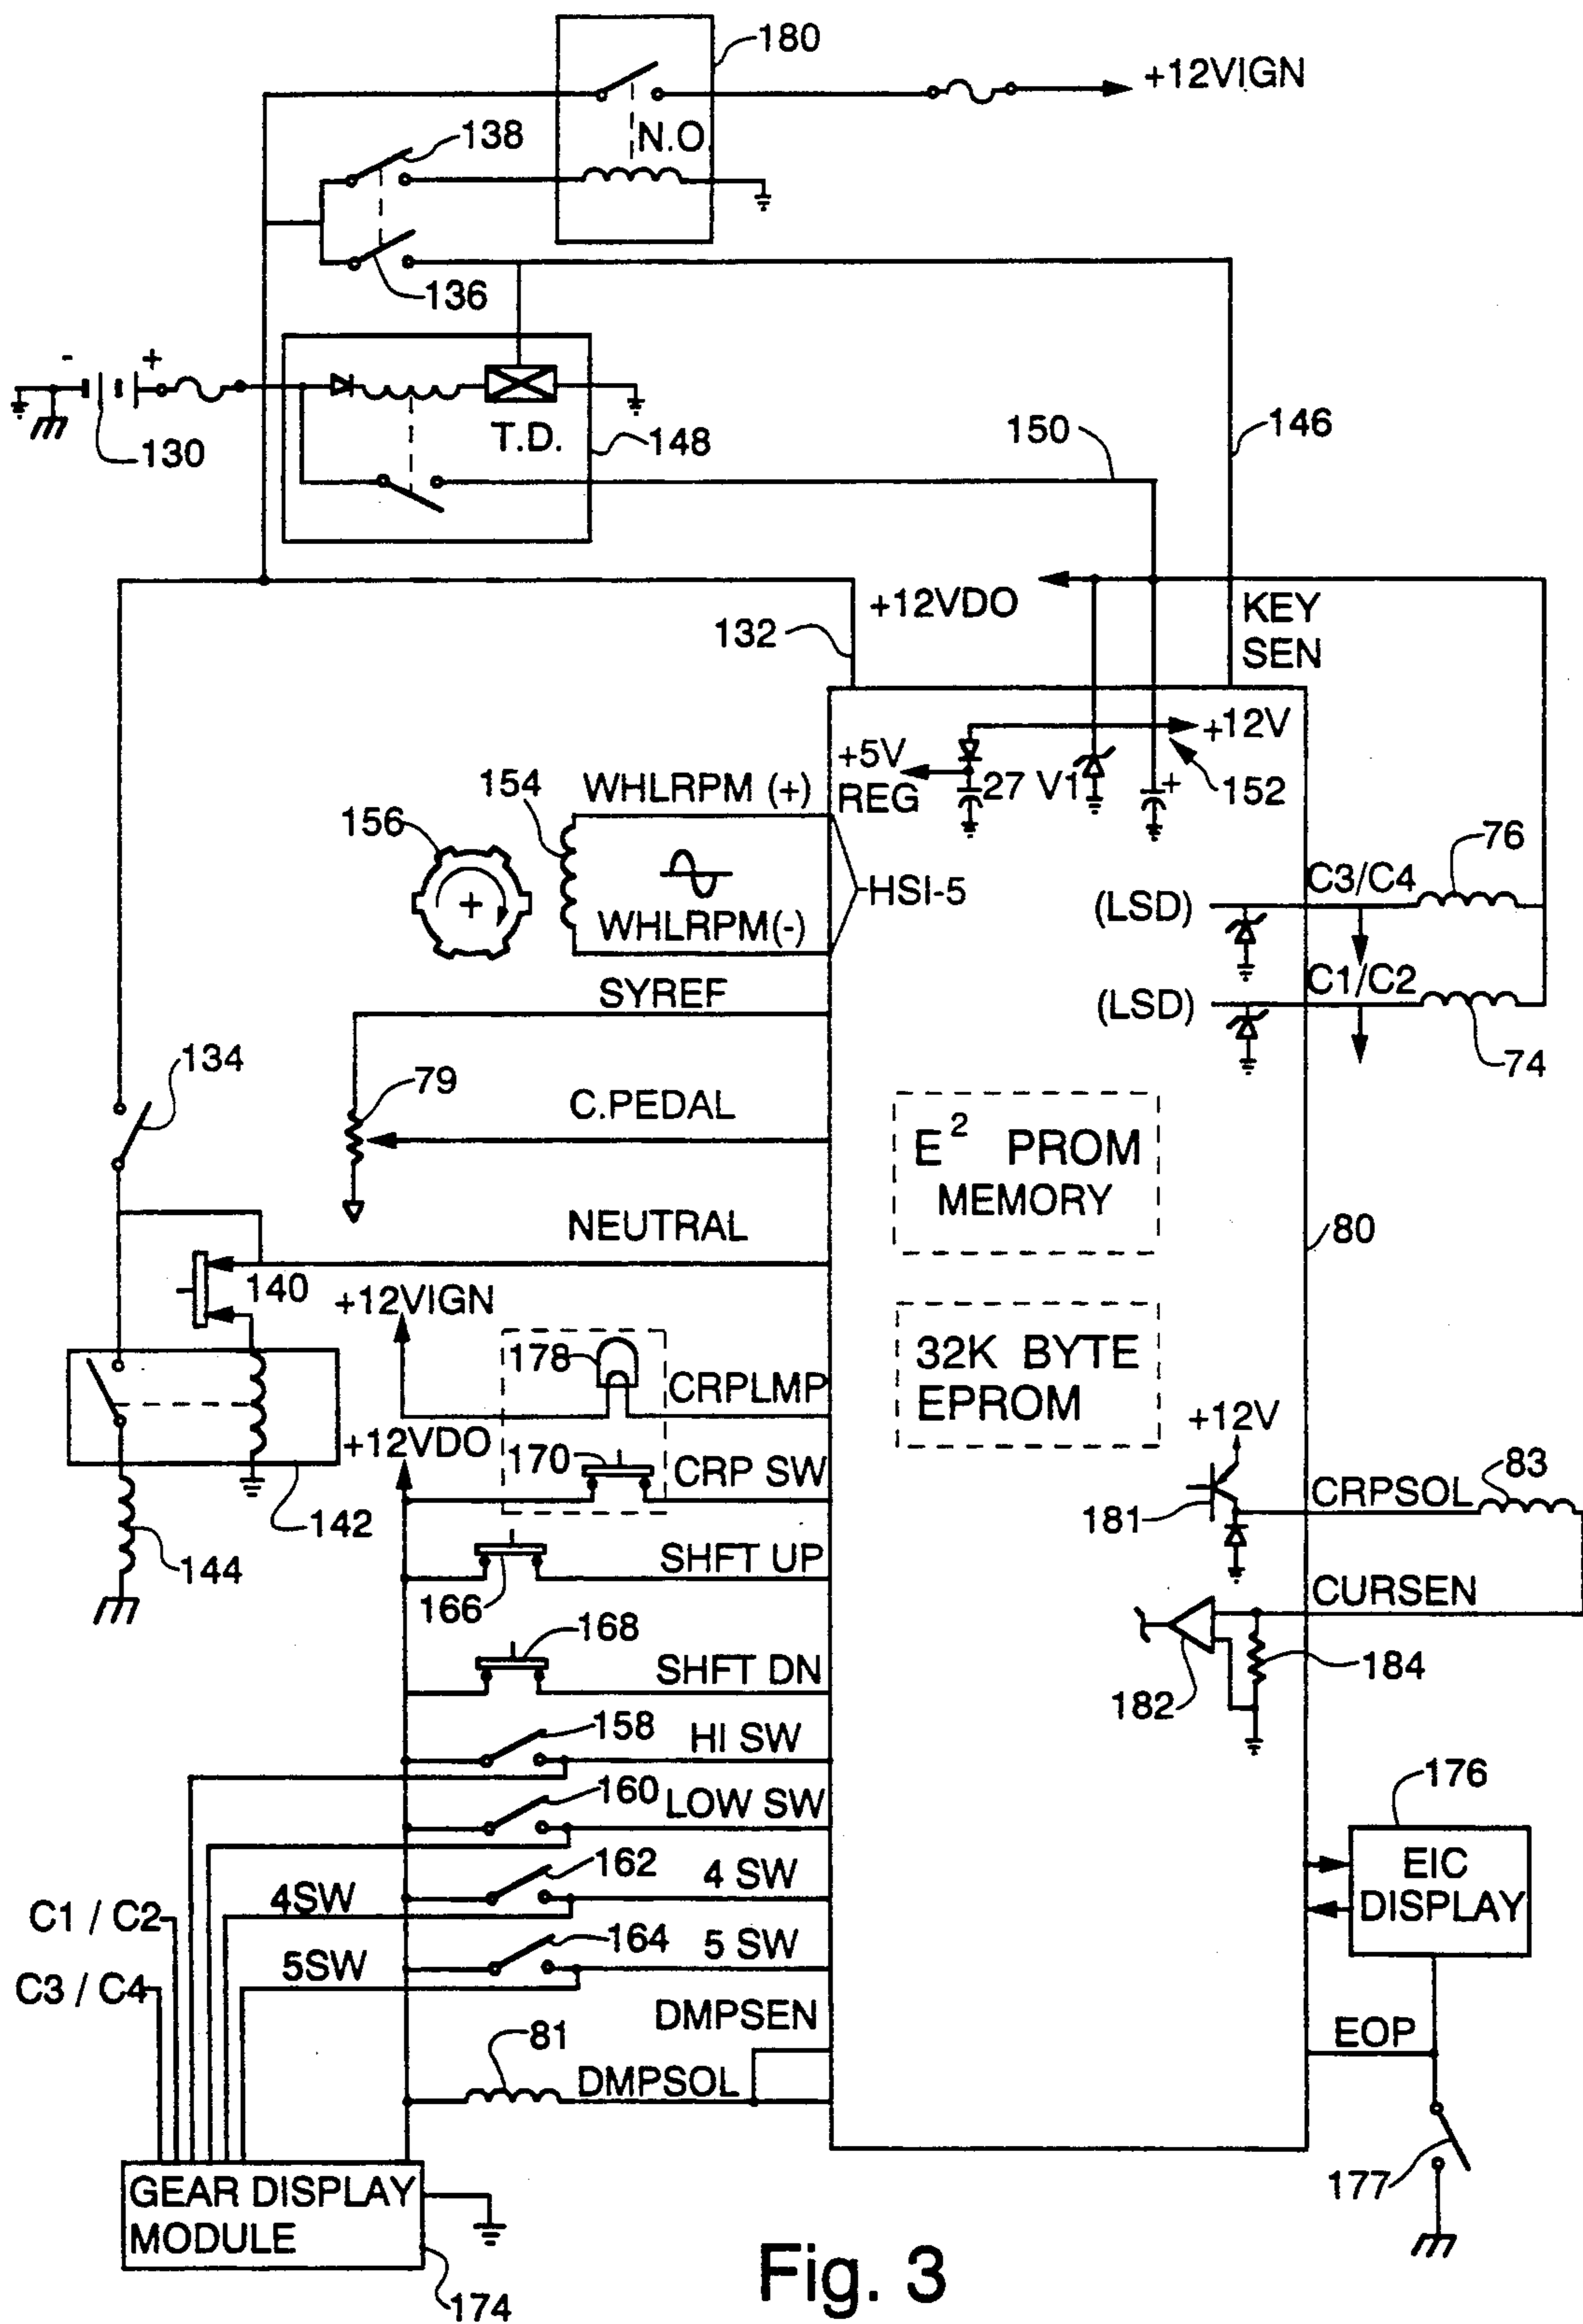 180
+12VIGN
138
N.O.
136
- +
130
T.D.
148
150
146
+12VDO
KEY
SEN
132
+12V
+5V
REG
27 V1
152
154
WHLRPM (+)
156
WHLRPM(-)
HSI-5
76
C3/C4
(LSD)
C1/C2
(LSD)
74
SYREF
134
79
C.PEDAL
E2 PROM
MEMORY
80
NEUTRAL
140
+12VIGN
178
CRPLMP
32K BYTE
EPROM
+12V
+12VDO
170
CRP SW
83
CRPSOL
181
142
144
SHFT UP
166
CURSEN
168
SHFT DN
184
182
158
HI SW
160
LOW SW
176
EIC
DISPLAY
162
4 SW
4SW
C1 / C2
164
5 SW
5SW
C3 / C4
DMPSEN
EOP
81
DMPSOL
177
GEAR DISPLAY
MODULE
174
Fig. 3